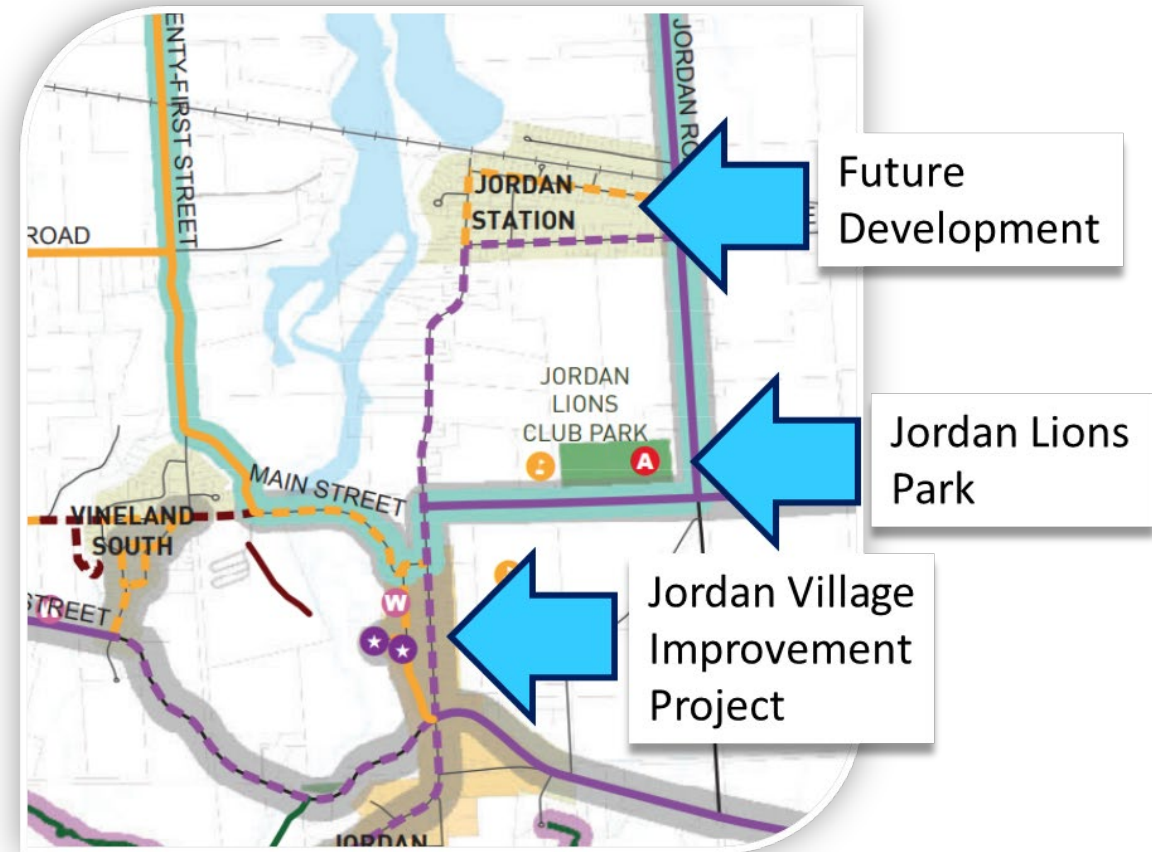 ENTY-FIRST STREET
JORDAN RO
JORDAN
STATION
Future
Development
ROAD
JORDAN
LIONS
CLUB PARK
A
Jordan Lions
Park
MAIN STREET
VINELAND
SOUTH
STREET
W
Jordan Village
Improvement
Project
JORDAN